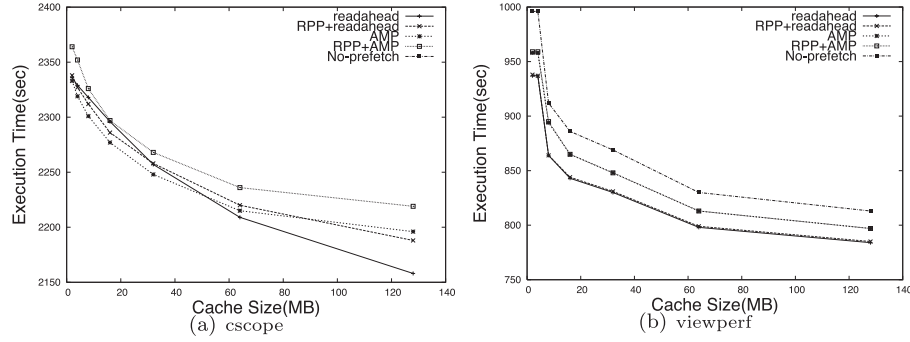 2400
2350
2300
2250
2200
2150
0 20 40 60 80 100 120 140
Execution Time(sec)
Cache Size(MB)
readahead
RPP+readahead
AMP
RPP+AMP
No-prefetch
(a) cscope
1000
950
900
850
800
750
0 20 40 60 80 100 120 140
Execution Time(sec)
Cache Size(MB)
readahead
RPP+readahead
AMP
RPP+AMP
No-prefetch
(b) viewperf